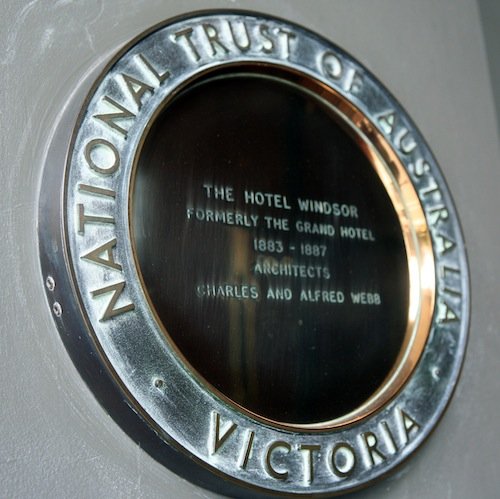 NATIONAL TRUST OF AUSTRALIA
THE HOTEL WINDSOR
FORMERLY THE GRAND HOTEL
1883 - 1887
ARCHITECTS
CHARLES AND ALFRED WEBB
VICTORIA